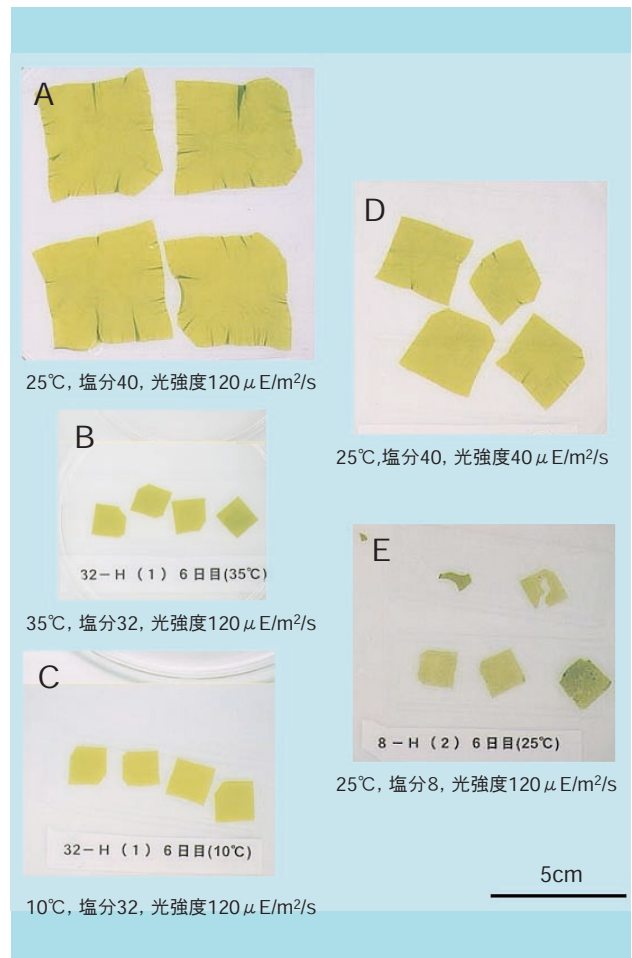 A
25℃, 塩分40, 光強度120μE/m²/s
B
32－H（1）6日目(35℃)
35℃, 塩分32, 光強度120μE/m²/s
C
32－H（1）6日目(10℃)
10℃, 塩分32, 光強度120μE/m²/s
D
25℃,塩分40, 光強度40μE/m²/s
E
8－H（2）6日目(25℃)
25℃, 塩分8, 光強度120μE/m²/s
5cm